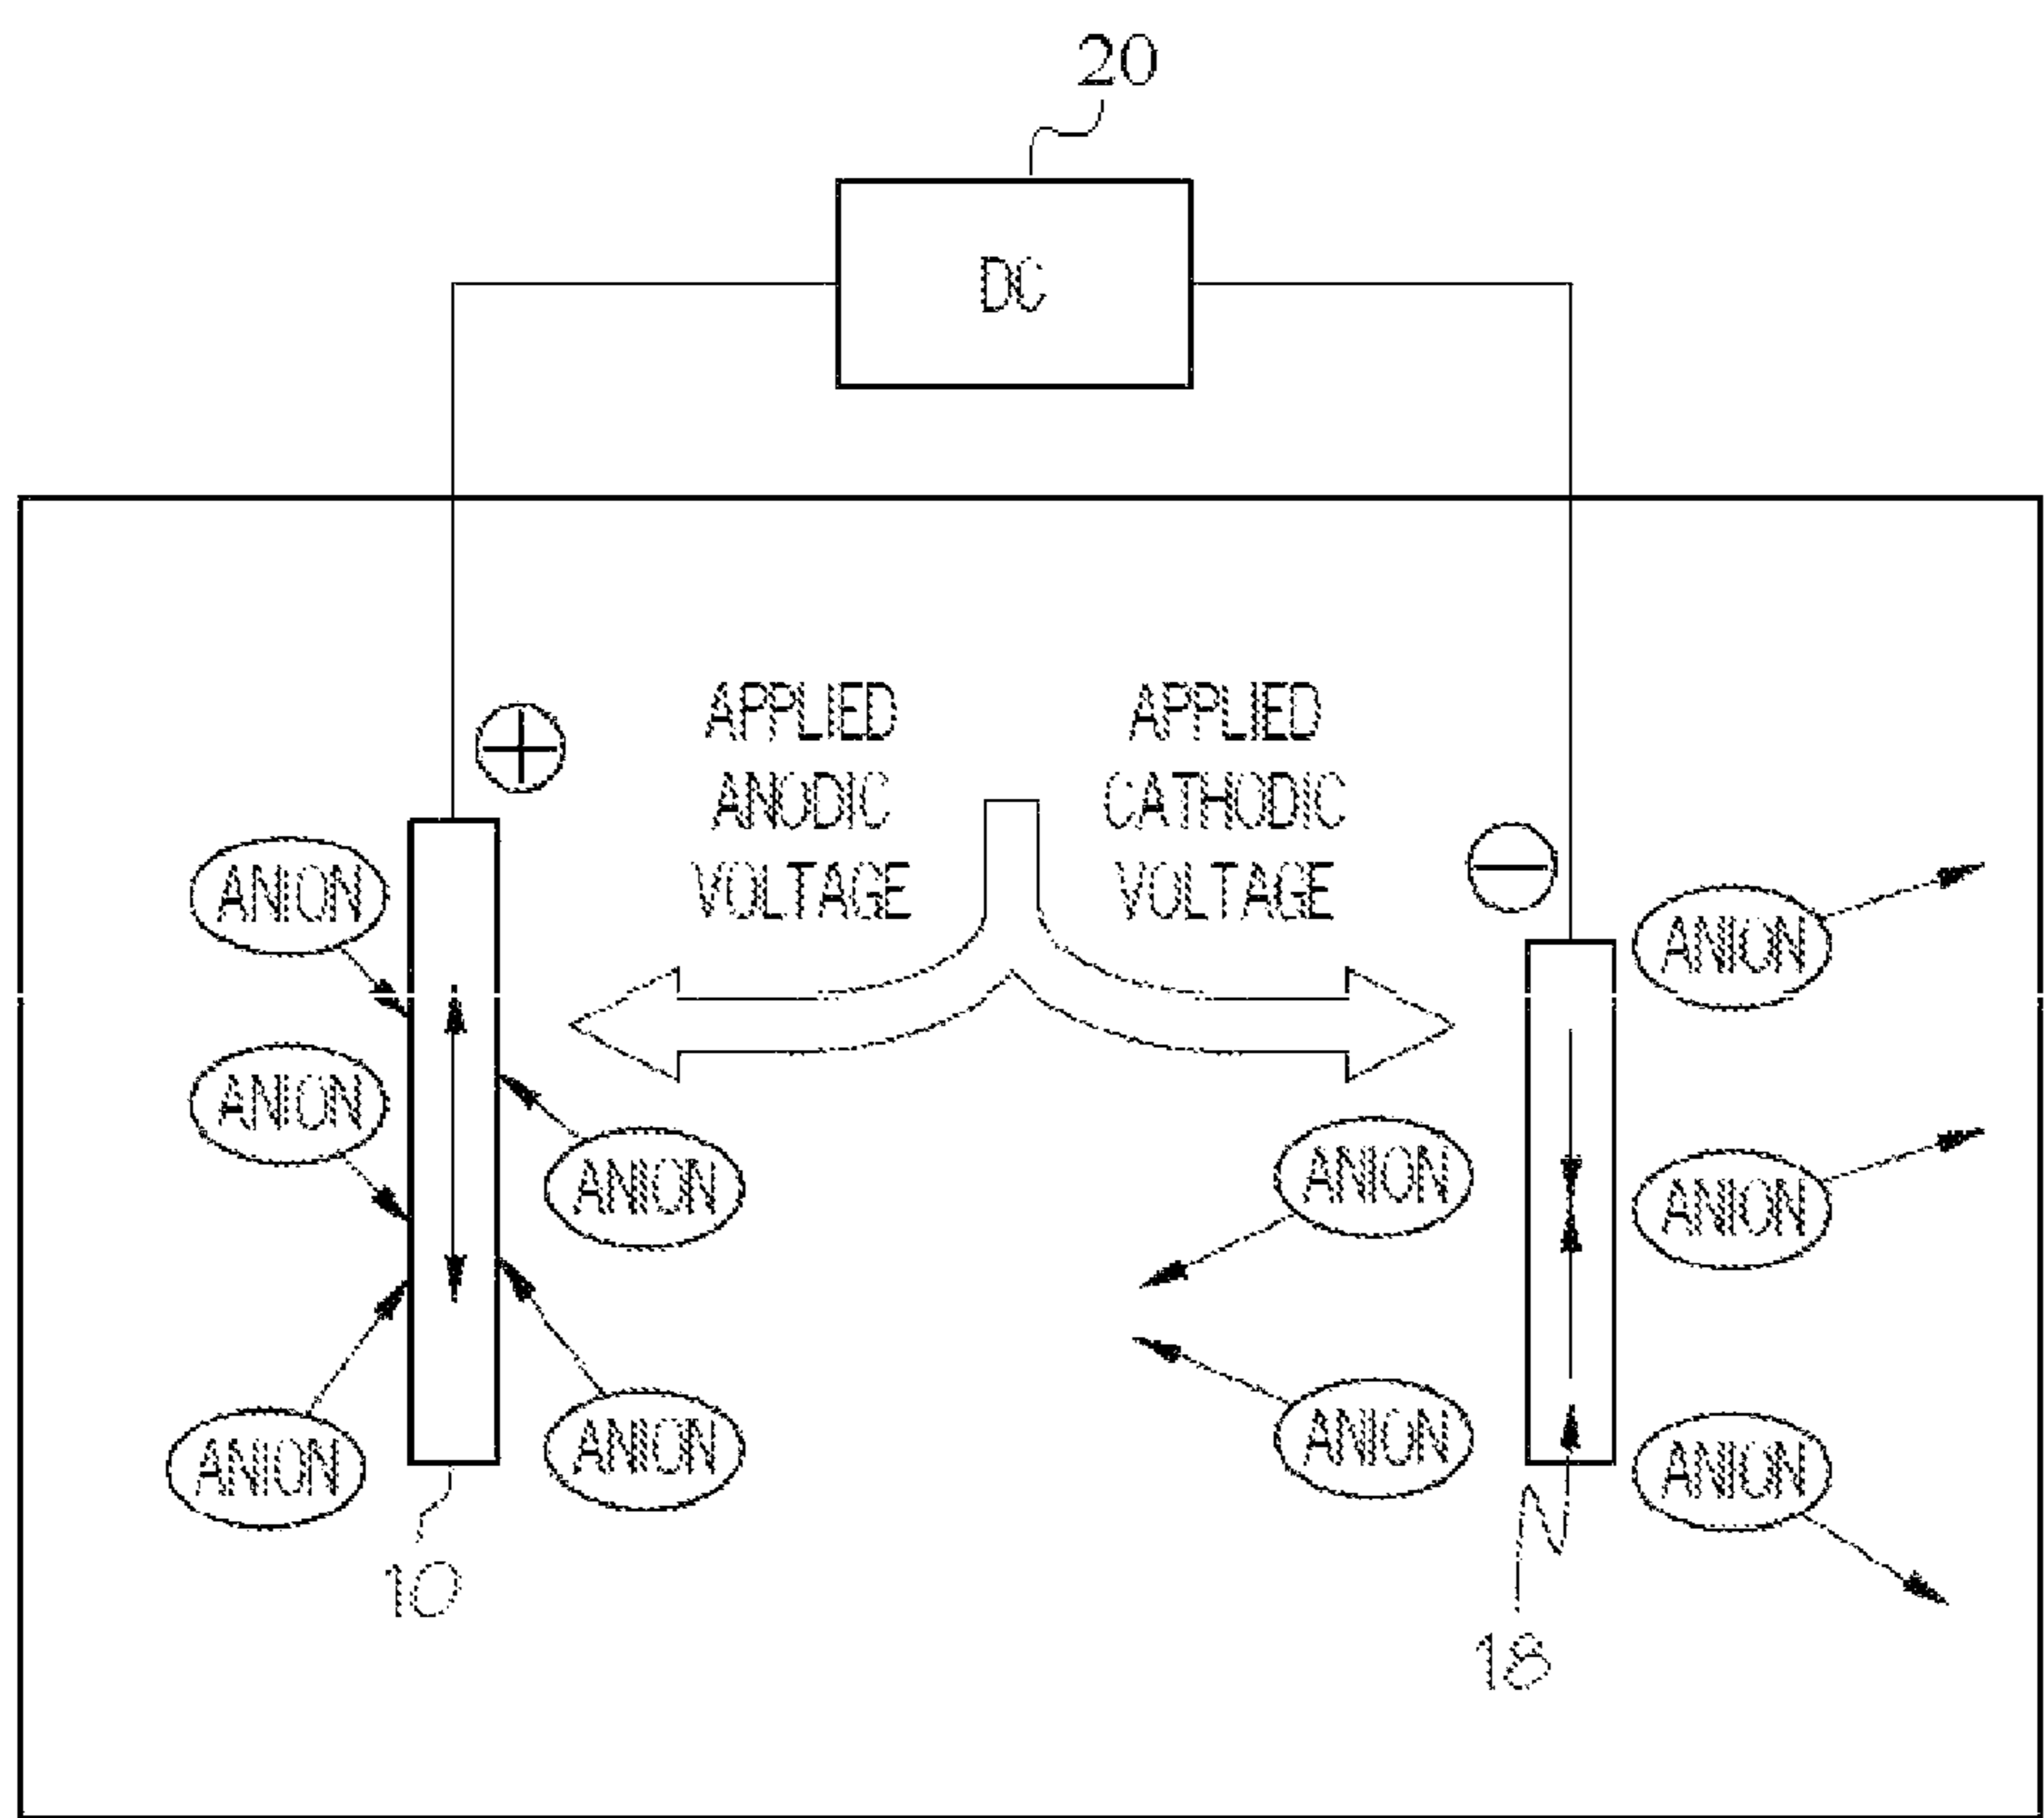 20
DC
+
APPLIED
ANODIC
VOLTAGE
APPLIED
CATHODIC
VOLTAGE
−
ANION
ANION
ANION
ANION
ANION
ANION
ANION
ANION
ANION
ANION
10
18